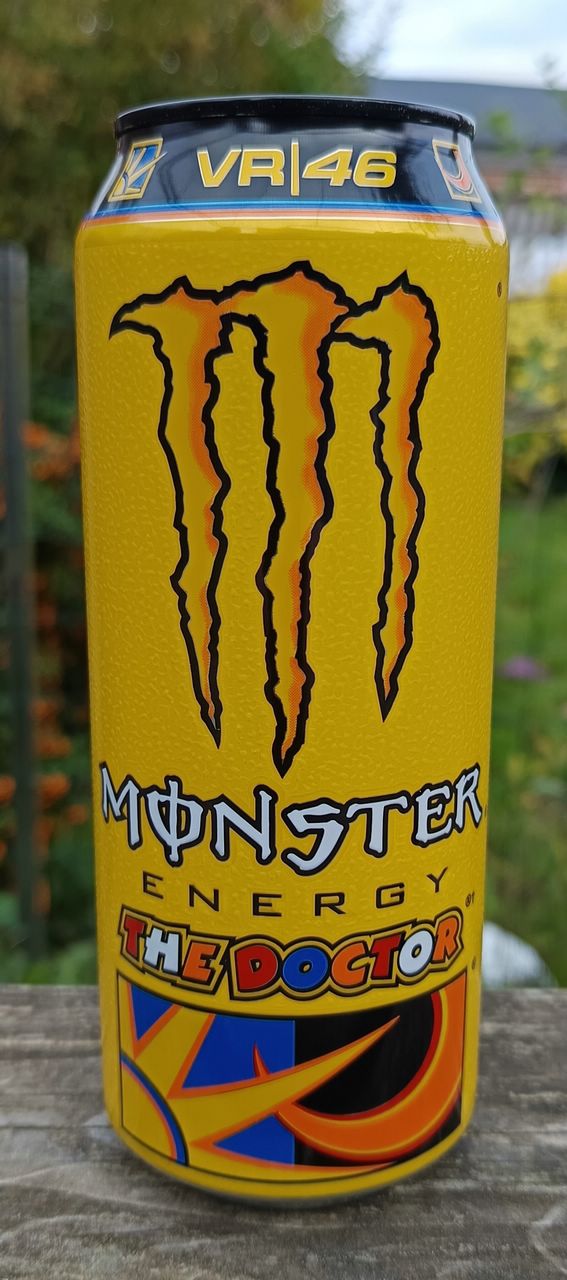 VR|46
MONSTER
ENERGY
THE DOCTOR